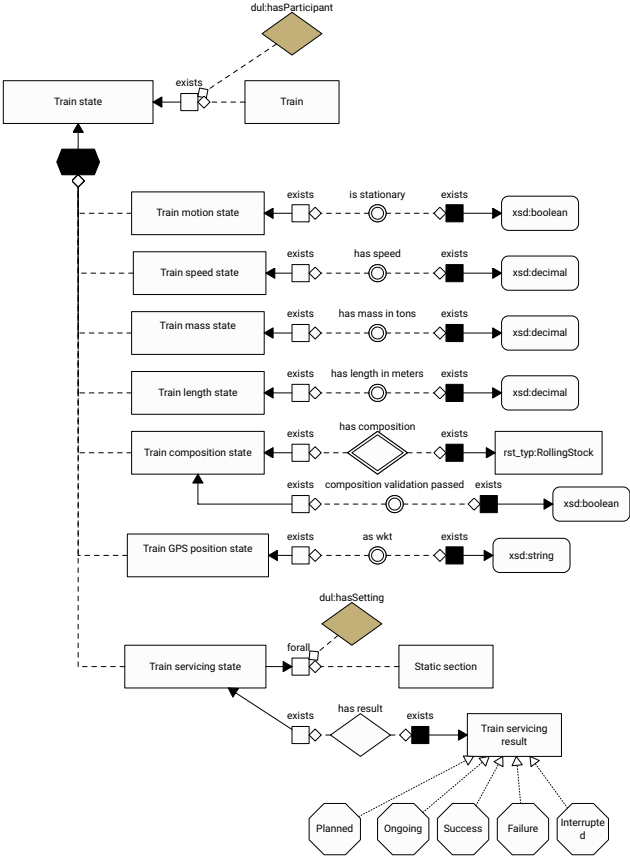 dul:hasParticipant
exists
Train state
Train
exists
is stationary
exists
Train motion state
xsd:boolean
exists
has speed
exists
Train speed state
xsd:decimal
exists
has mass in tons
exists
Train mass state
xsd:decimal
exists
has length in meters
exists
Train length state
xsd:decimal
has composition
exists
exists
Train composition state
rst_typ:RollingStock
exists
composition validation passed
exists
xsd:boolean
exists
as wkt
exists
Train GPS position state
xsd:string
dul:hasSetting
forall
Train servicing state
Static section
has result
exists
exists
Train servicing
result
Planned
Ongoing
Success
Failure
Interrupte
d